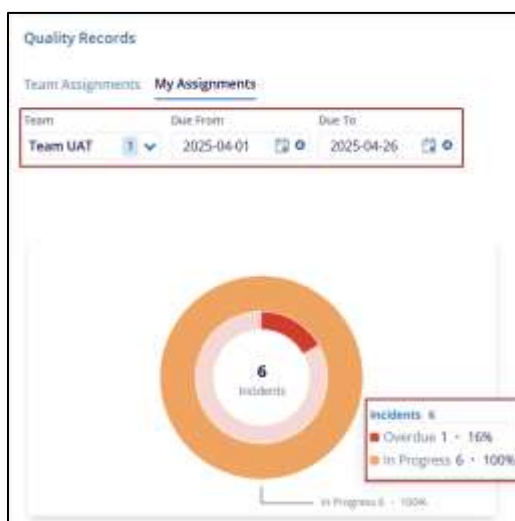 Quality Records
Team Assignments My Assignments
Team Due From Due To
Team UAT 1 2025-04-01 2025-04-26
6
Incidents
Incidents 6
Overdue 1 • 16%
In Progress 6 • 100%
In Progress 6 • 100%